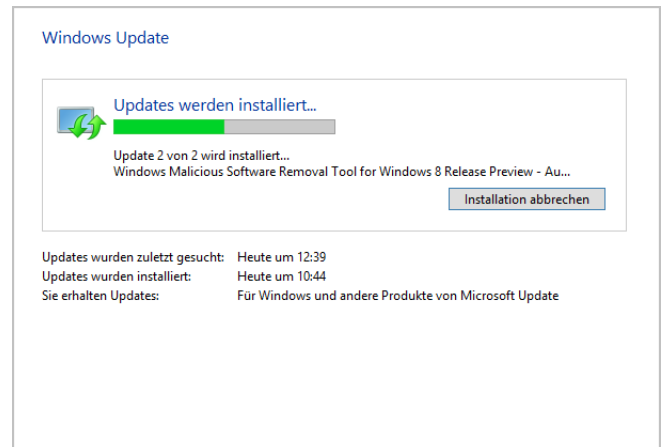 Windows Update
Updates werden installiert...
Update 2 von 2 wird installiert...
Windows Malicious Software Removal Tool for Windows 8 Release Preview - Au...
Installation abbrechen
Updates wurden zuletzt gesucht: Heute um 12:39
Updates wurden installiert: Heute um 10:44
Sie erhalten Updates: Für Windows und andere Produkte von Microsoft Update